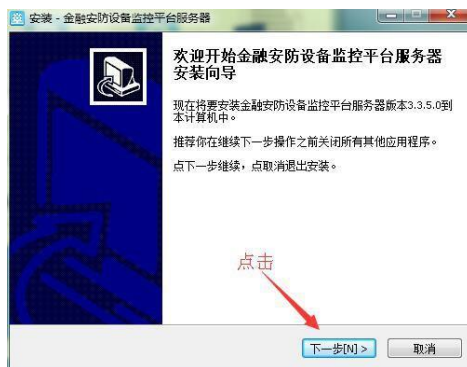 安装 - 金融安防设备监控平台服务器
欢迎开始金融安防设备监控平台服务器
安装向导
现在将要安装金融安防设备监控平台服务器版本3.3.5.0到
本计算机中。
推荐你在继续下一步操作之前关闭所有其他应用程序。
点下一步继续，点取消退出安装。
点击
下一步[N] >
取消